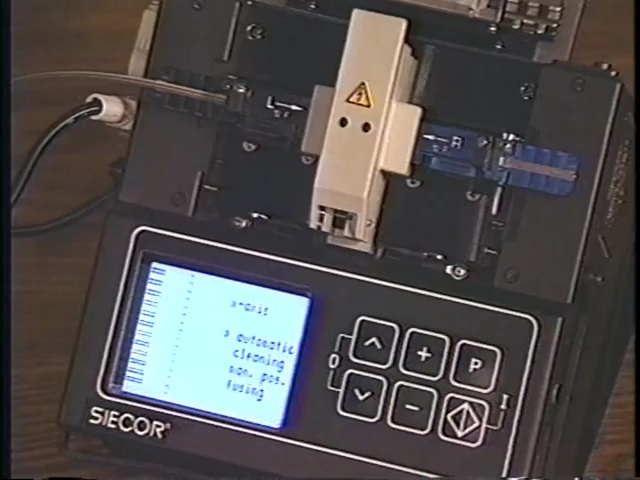 R
x-axis
» automatic
cleaning
man. pos.
fusing
+
P
O
I
−
SIECOR®